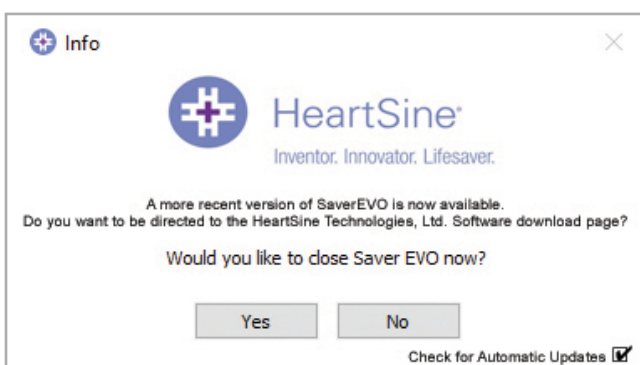 Info
HeartSine®
Inventor. Innovator. Lifesaver.
A more recent version of SaverEVO is now available.
Do you want to be directed to the HeartSine Technologies, Ltd. Software download page?
Would you like to close Saver EVO now?
Yes No
Check for Automatic Updates